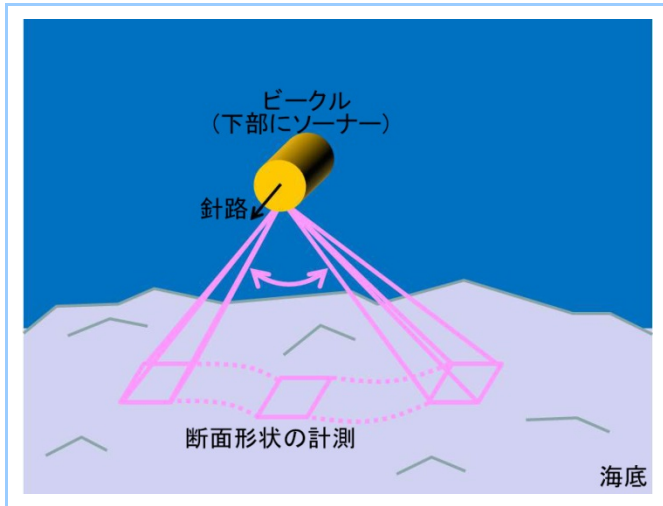 ビークル
(下部にソーナー)
針路
断面形状の計測
海底